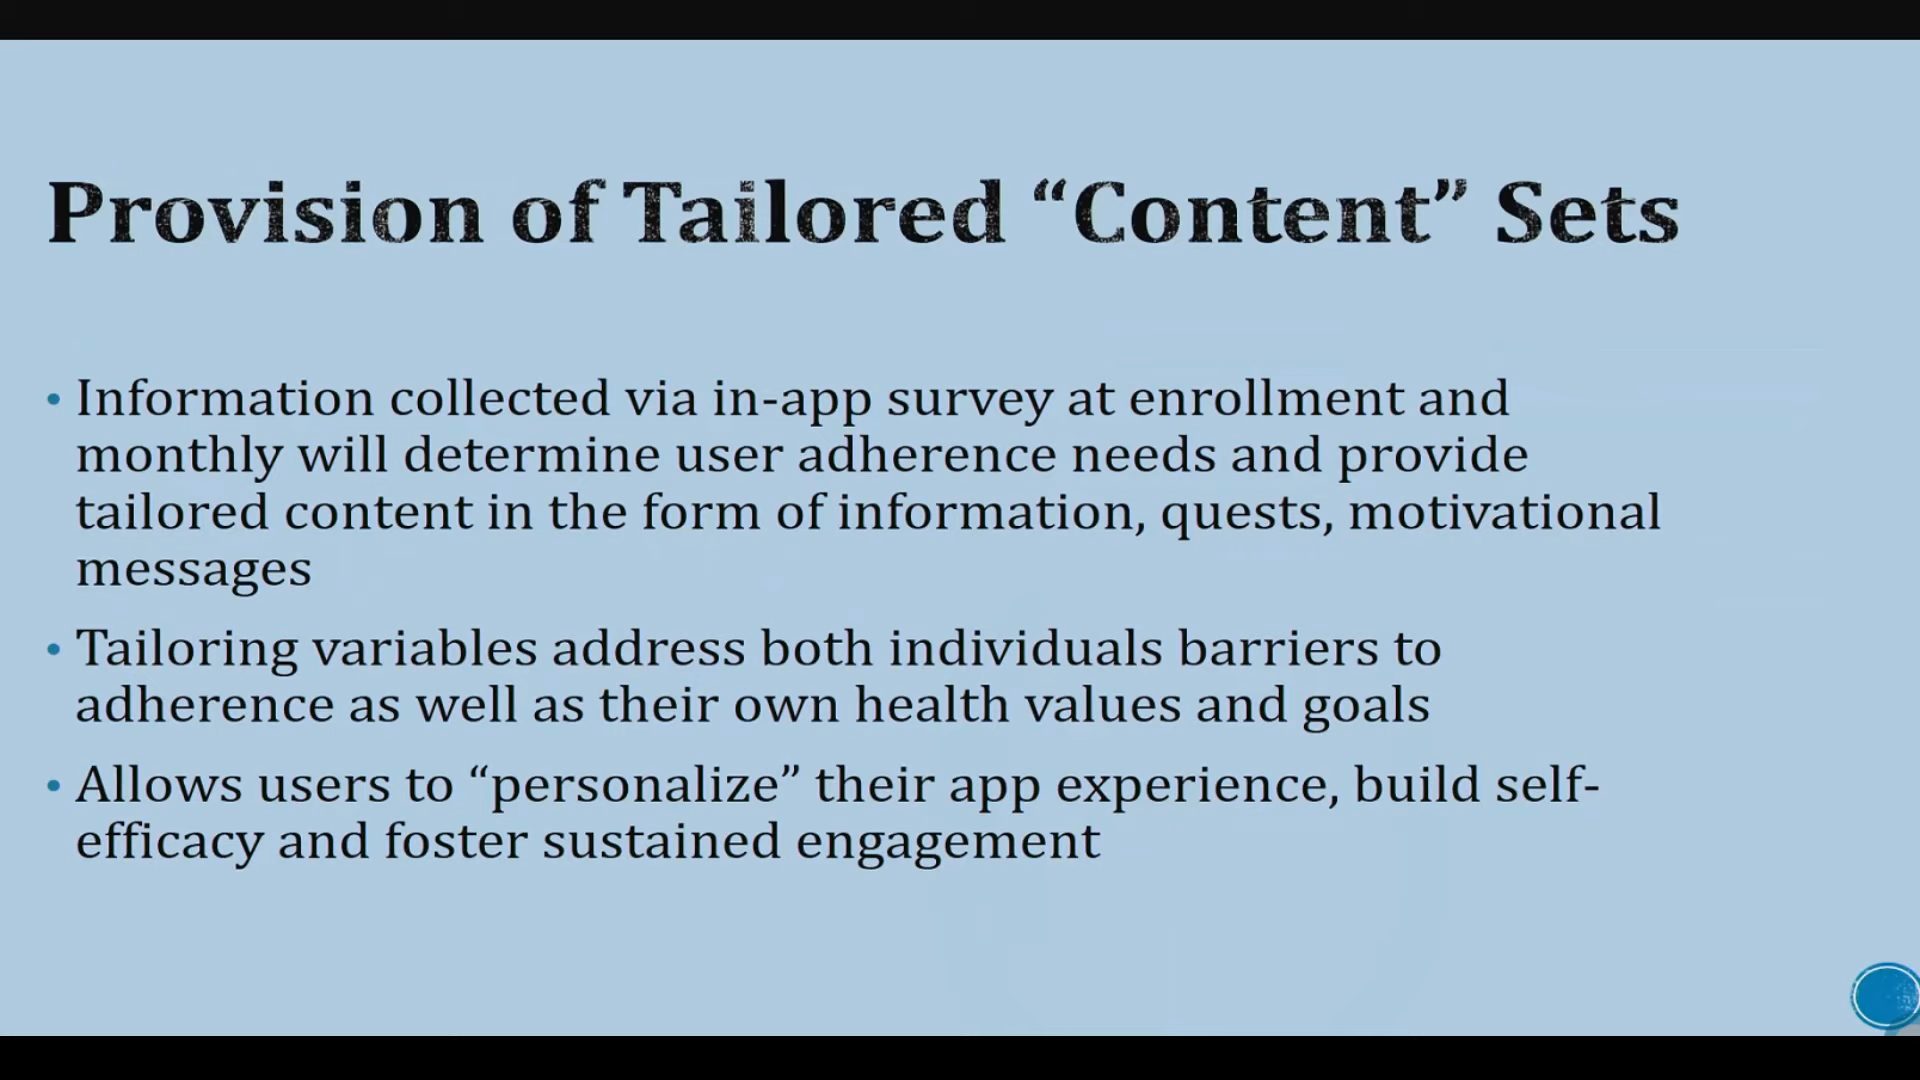 Provision of Tailored “Content” Sets
• Information collected via in-app survey at enrollment and
monthly will determine user adherence needs and provide
tailored content in the form of information, quests, motivational
messages
• Tailoring variables address both individuals barriers to
adherence as well as their own health values and goals
• Allows users to “personalize” their app experience, build self-
efficacy and foster sustained engagement